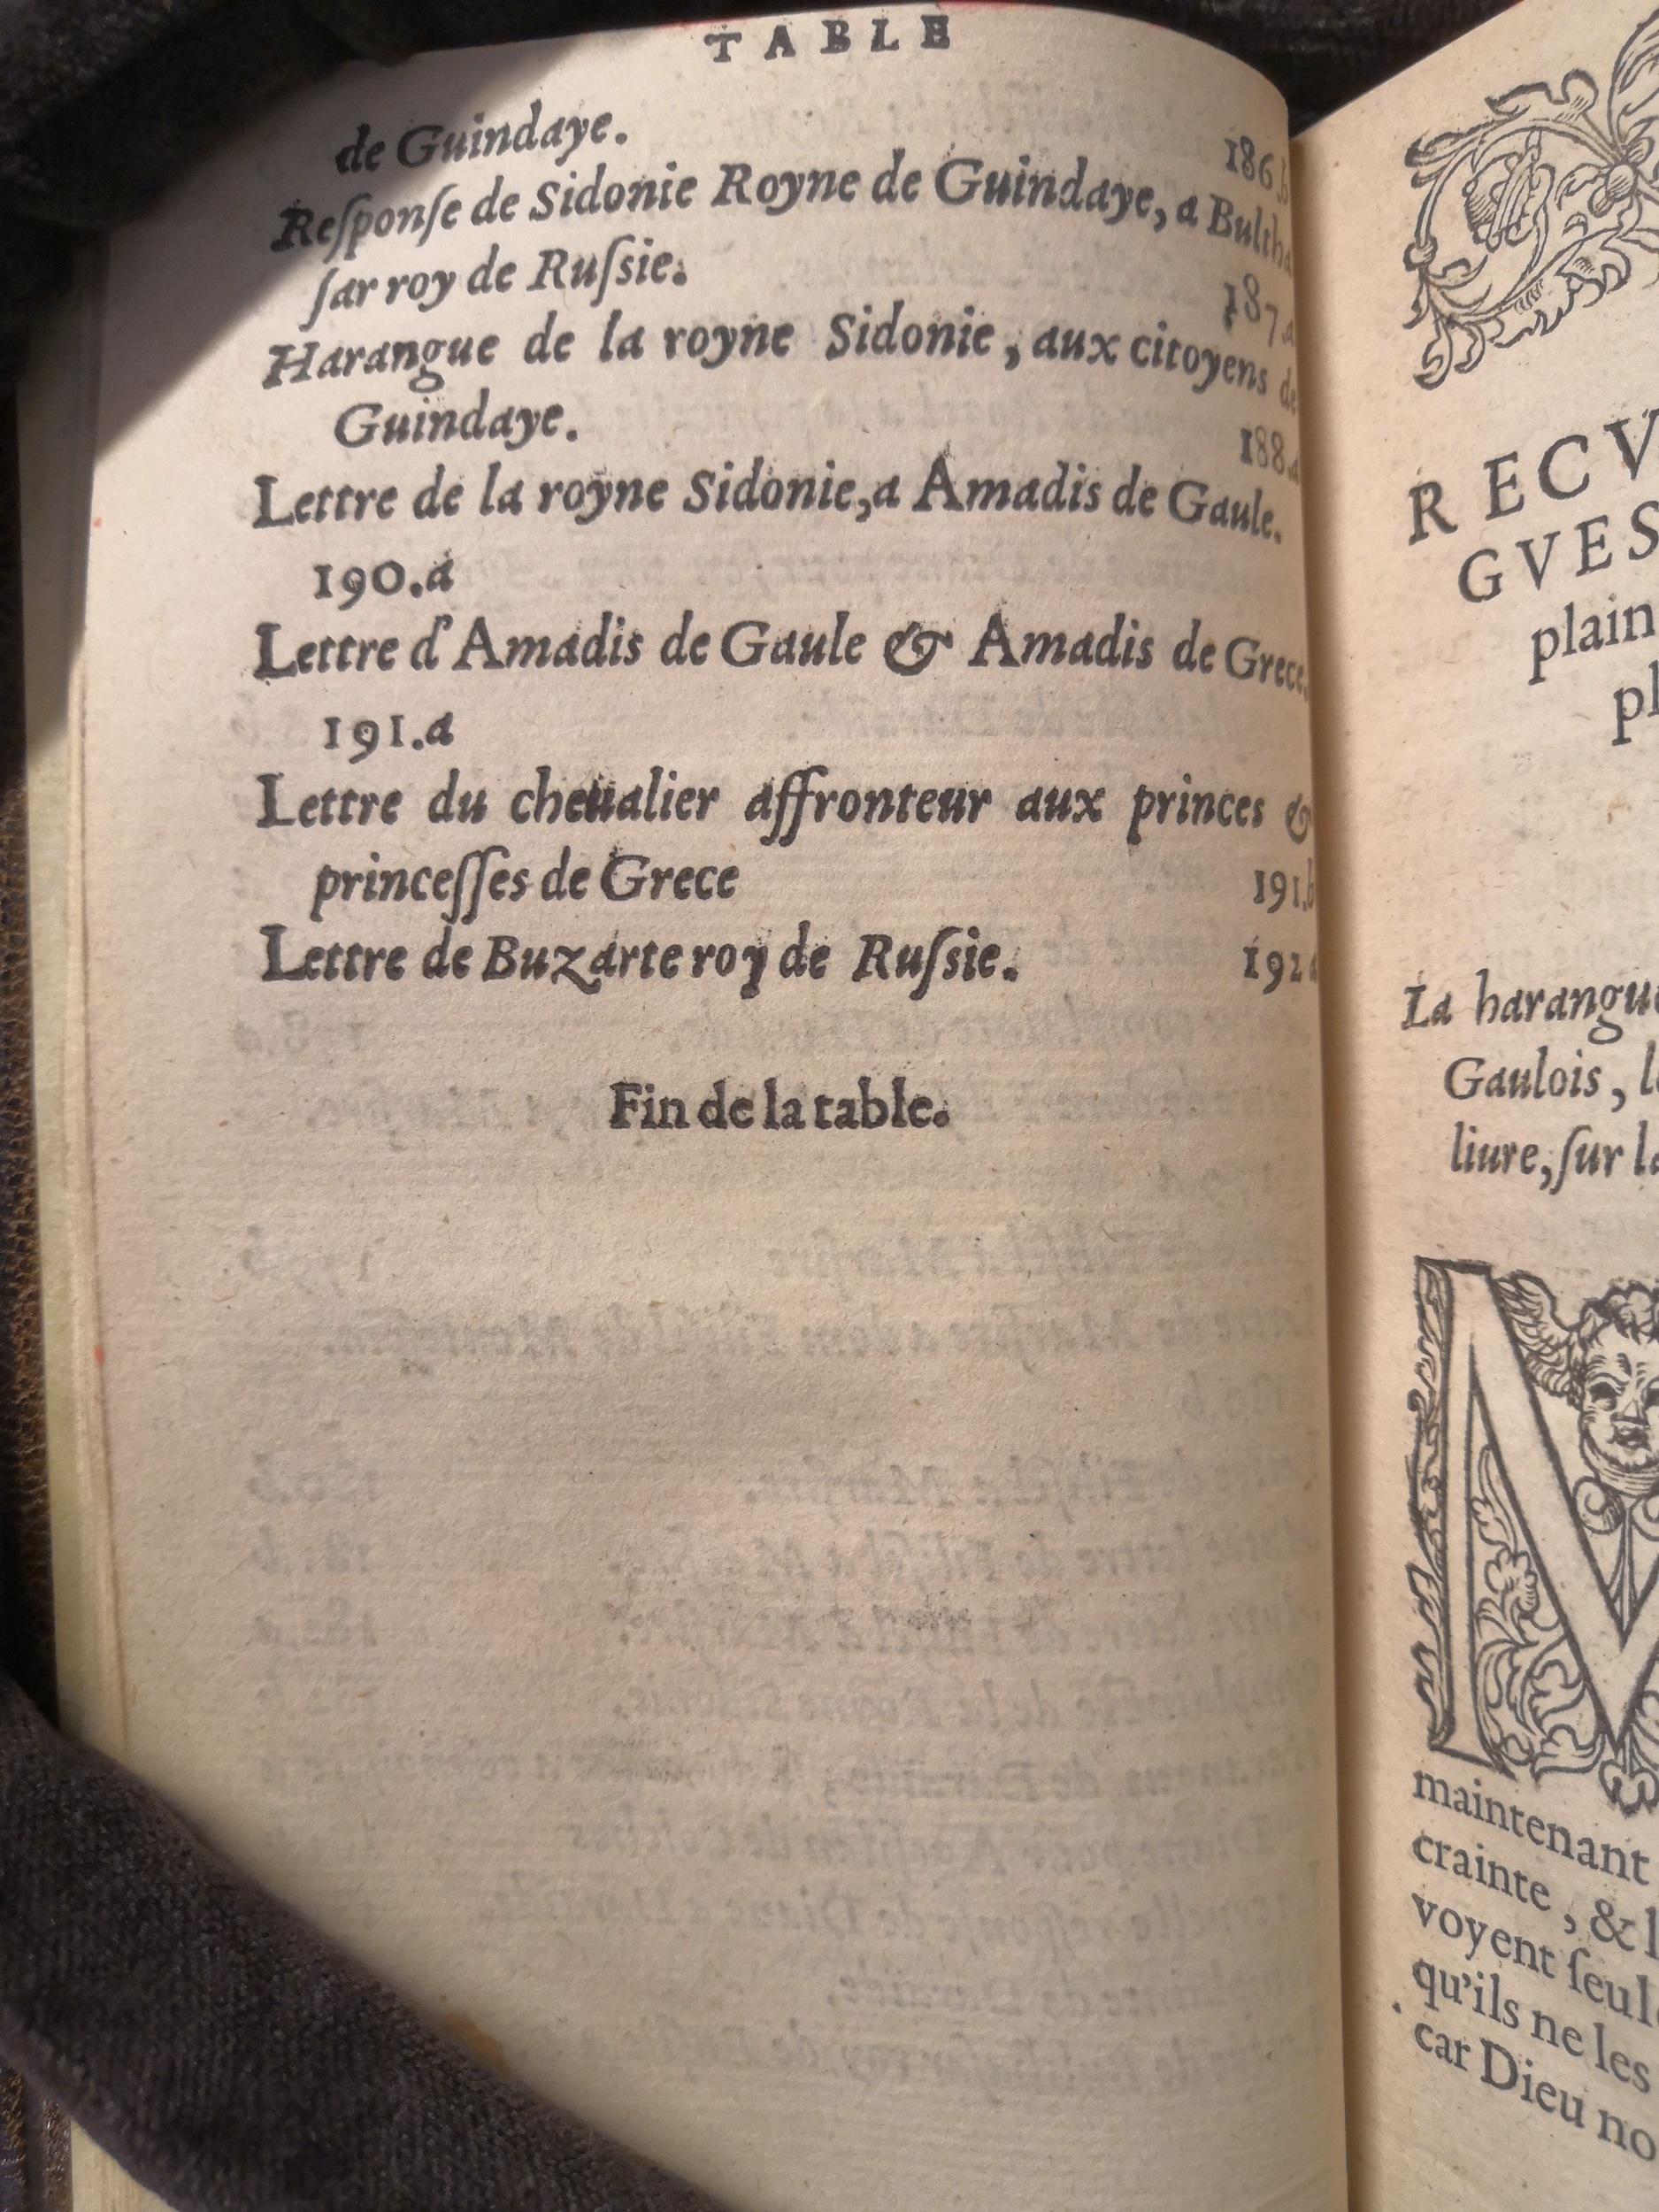 TABLE
de Guindaye. 186.b
Reſponſe de Sidonie Royne de Guindaye, a Bultha
ſar roy de Ruſsie. 187.a
Harangue de la royne Sidonie, aux citoyens de
Guindaye. 188.a
Lettre de la royne Sidonie, a Amadis de Gaule.
190.a
Lettre d'Amadis de Gaule & Amadis de Grece.
191.a
Lettre du cheualier affronteur aux princes &
princeſſes de Grece 191.b
Lettre de Buzarte roy de Ruſsie. 192 a
Fin de la table.
RECV
GVES
plain
pl
La harangue
Gaulois, l
liure, ſur la
M
maintenant
crainte, & l
voyent ſeul
qu'ils ne les
car Dieu no